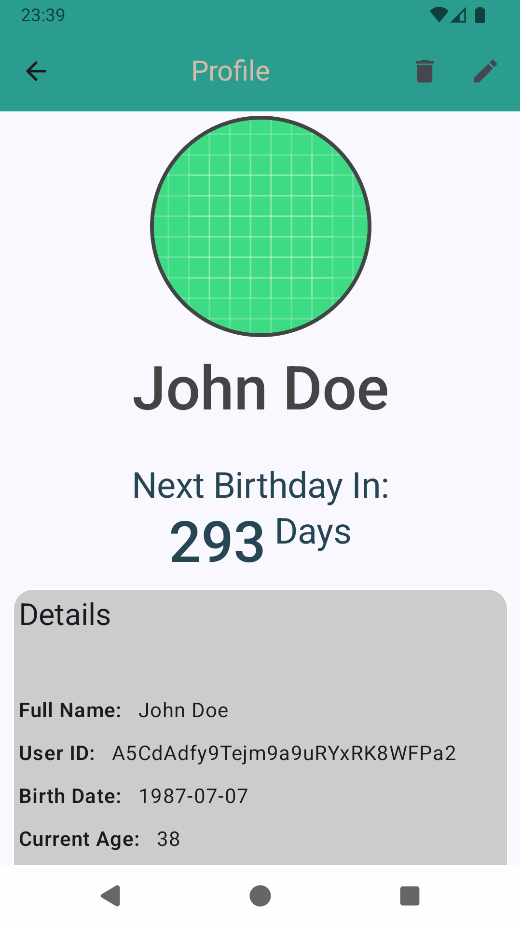 23:39
Profile
John Doe
Next Birthday In:
293 Days
Details
Full Name: John Doe
User ID: A5CdAdfy9Tejm9a9uRYxRK8WFPa2
Birth Date: 1987-07-07
Current Age: 38